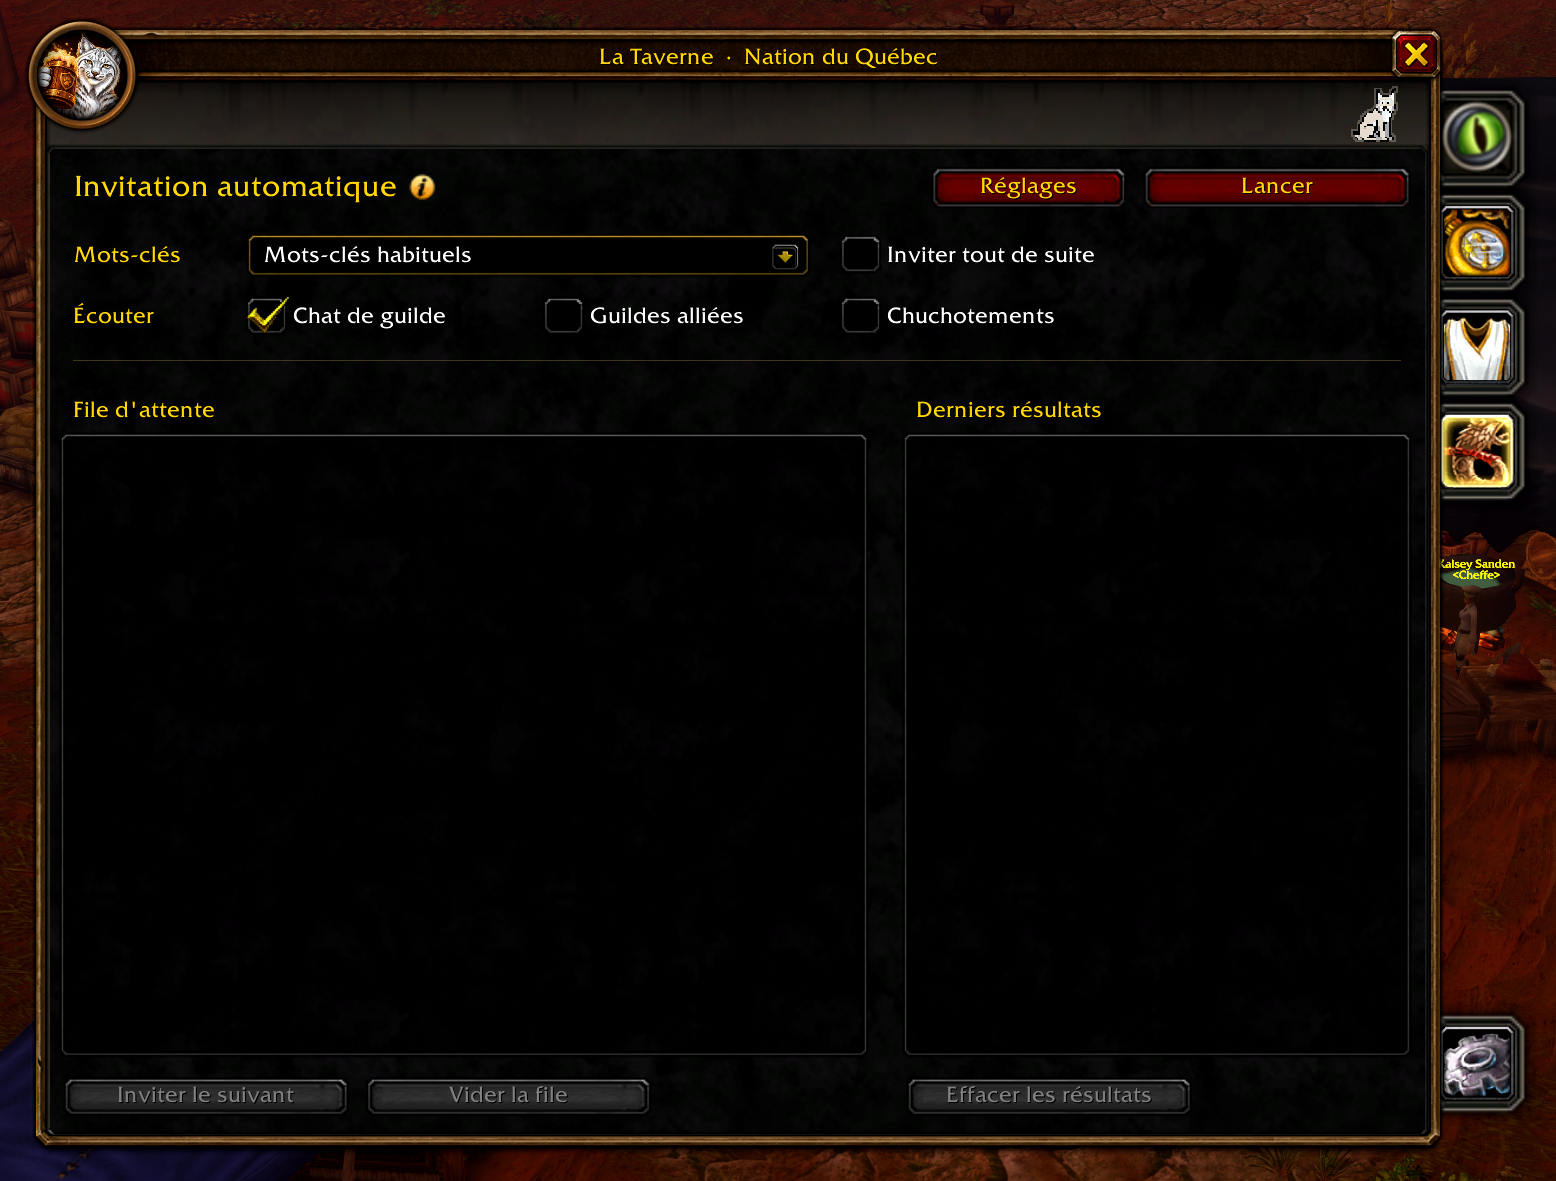 La Taverne · Nation du Québec
Invitation automatique
Réglages
Lancer
Mots-clés
Mots-clés habituels
Inviter tout de suite
Écouter
Chat de guilde
Guildes alliées
Chuchotements
File d'attente
Derniers résultats
Kalsey Sanden
<Cheffe>
Inviter le suivant
Vider la file
Effacer les résultats